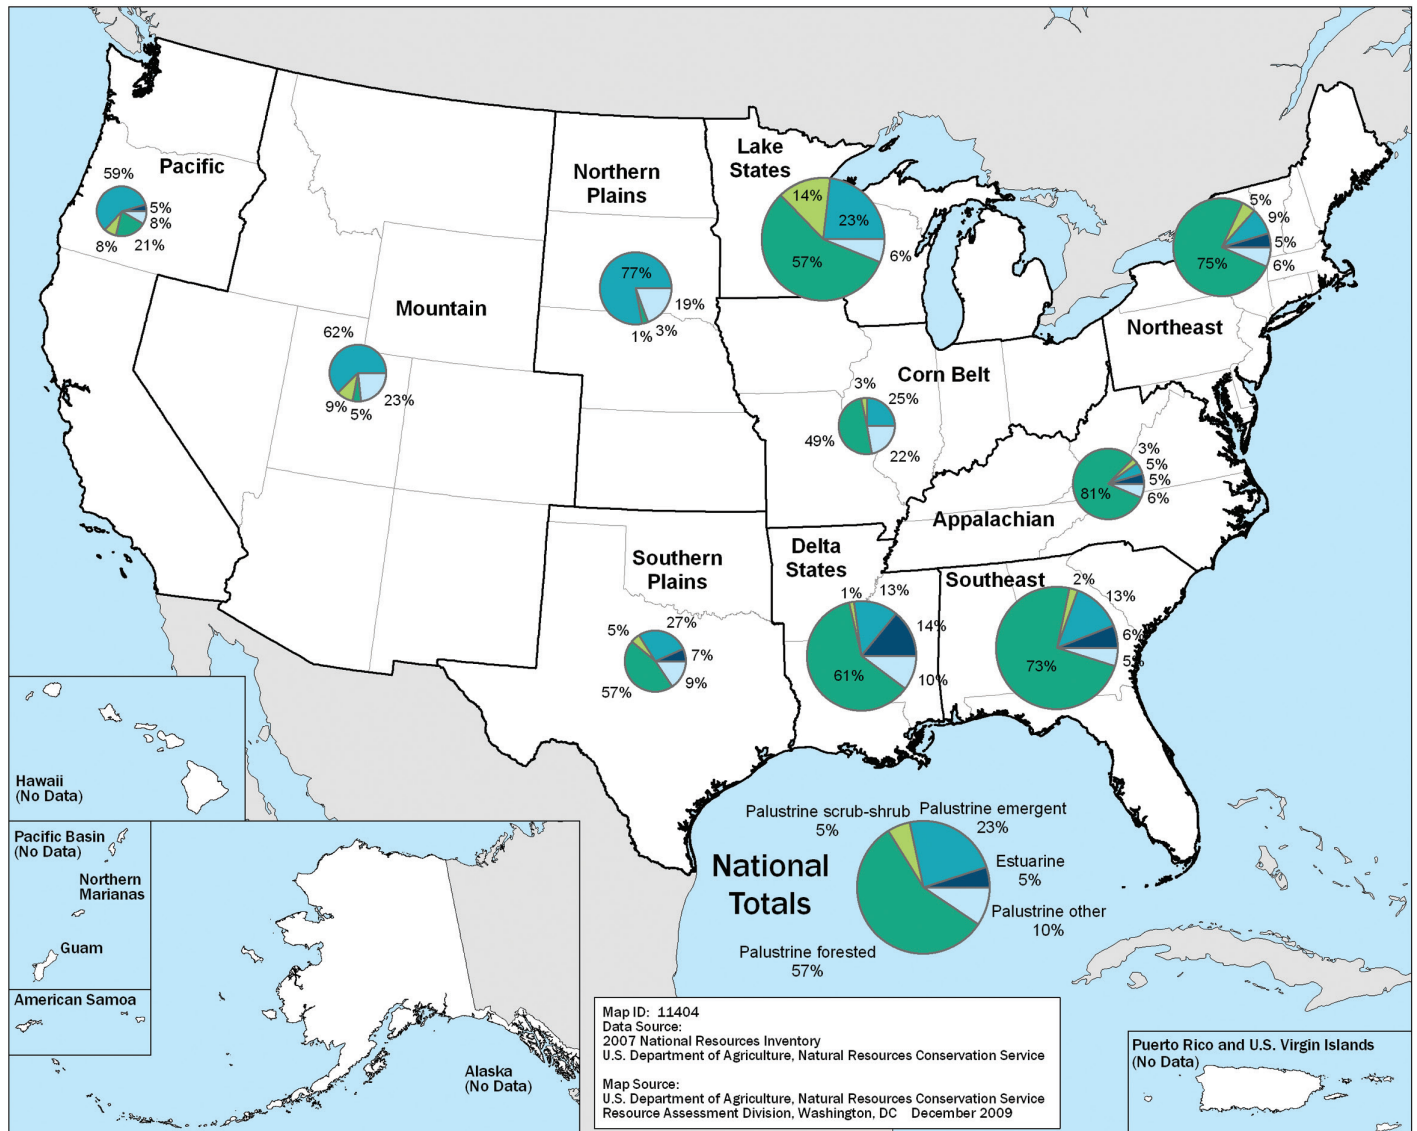 Pacific
59%
5%
8%
21%
8%
Mountain
62%
23%
5%
9%
Northern
Plains
77%
19%
3%
1%
Lake
States
14%
23%
6%
57%
Northeast
5%
9%
5%
6%
75%
Corn Belt
3%
25%
22%
49%
Appalachian
3%
5%
5%
6%
81%
Southern
Plains
5%
27%
7%
9%
57%
Delta
States
1%
13%
14%
10%
61%
Southeast
2%
13%
6%
5%
73%
National
Totals
Palustrine scrub-shrub
5%
Palustrine emergent
23%
Estuarine
5%
Palustrine other
10%
Palustrine forested
57%
Hawaii
(No Data)
Pacific Basin
(No Data)
Northern
Marianas
Guam
American Samoa
Alaska
(No Data)
Map ID: 11404
Data Source:
2007 National Resources Inventory
U.S. Department of Agriculture, Natural Resources Conservation Service
Map Source:
U.S. Department of Agriculture, Natural Resources Conservation Service
Resource Assessment Division, Washington, DC December 2009
Puerto Rico and U.S. Virgin Islands
(No Data)